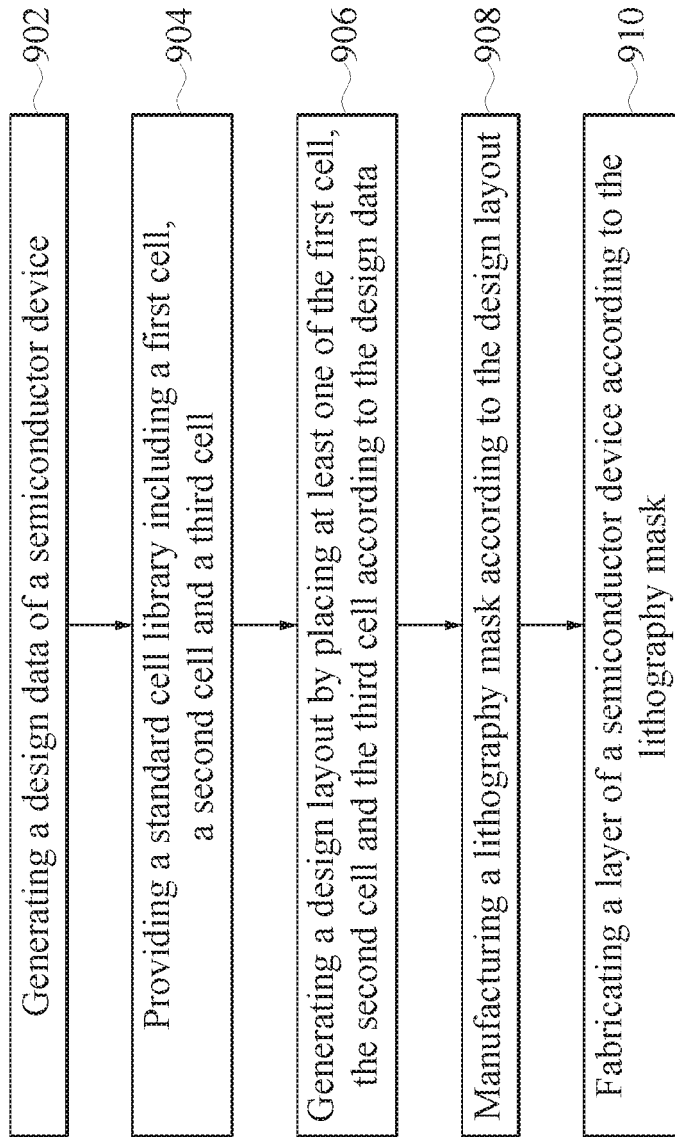 Generating a design data of a semiconductor device
902
Providing a standard cell library including a first cell,
a second cell and a third cell
904
Generating a design layout by placing at least one of the first cell,
the second cell and the third cell according to the design data
906
Manufacturing a lithography mask according to the design layout
908
Fabricating a layer of a semiconductor device according to the
lithography mask
910